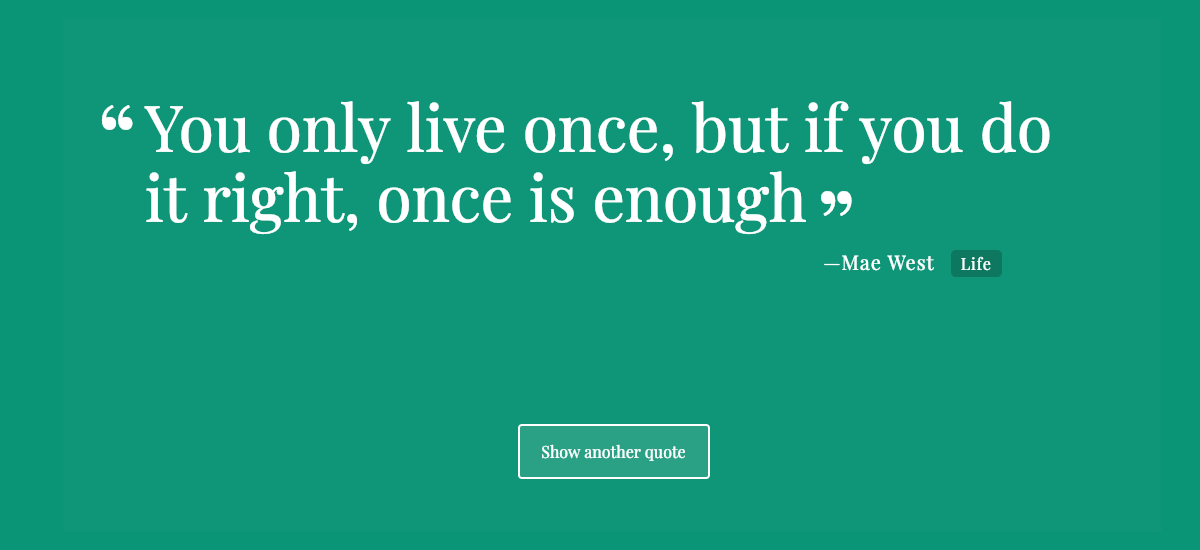 “ You only live once, but if you do
it right, once is enough ”
—Mae West Life
Show another quote